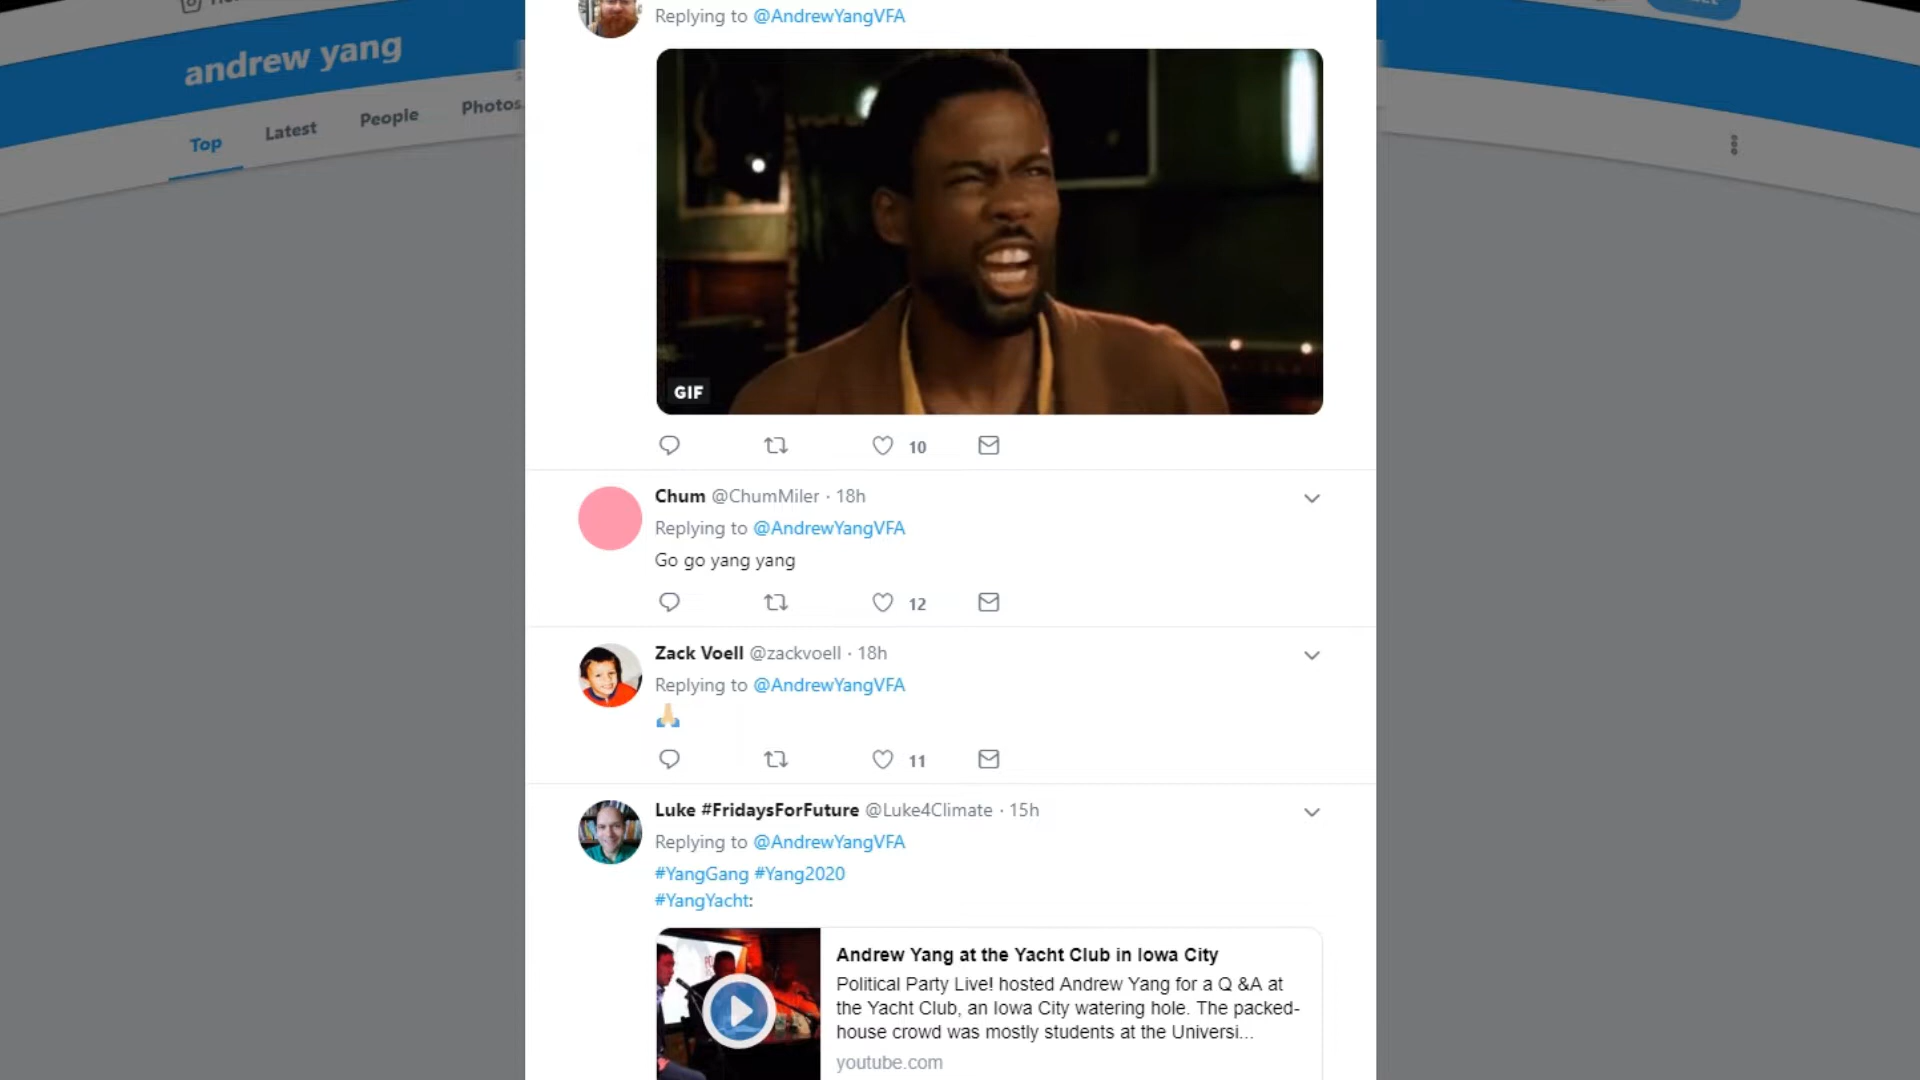 andrew yang
Top
Latest
People
Photos
Replying to @AndrewYangVFA
GIF
10
Chum @ChumMiler · 18h
Replying to @AndrewYangVFA
Go go yang yang
12
Zack Voell @zackvoell · 18h
Replying to @AndrewYangVFA
11
Luke #FridaysForFuture @Luke4Climate · 15h
Replying to @AndrewYangVFA
#YangGang #Yang2020
#YangYacht:
Andrew Yang at the Yacht Club in Iowa City
Political Party Live! hosted Andrew Yang for a Q &A at
the Yacht Club, an Iowa City watering hole. The packed-
house crowd was mostly students at the Universi...
youtube.com